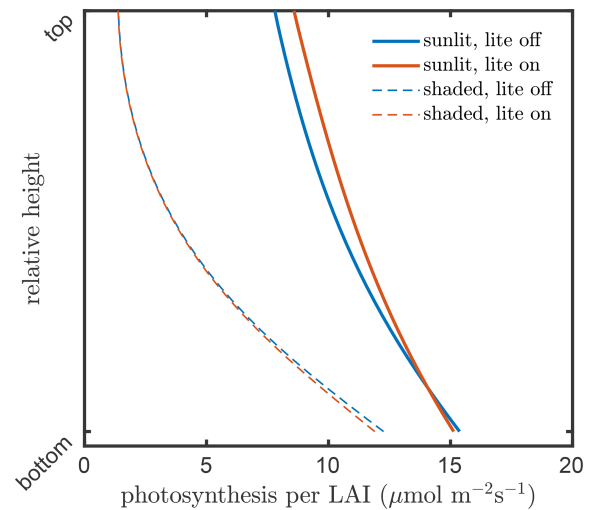 top
sunlit, lite off
sunlit, lite on
shaded, lite off
shaded, lite on
relative height
bottom
0 5 10 15 20
photosynthesis per LAI (μmol m⁻²s⁻¹)